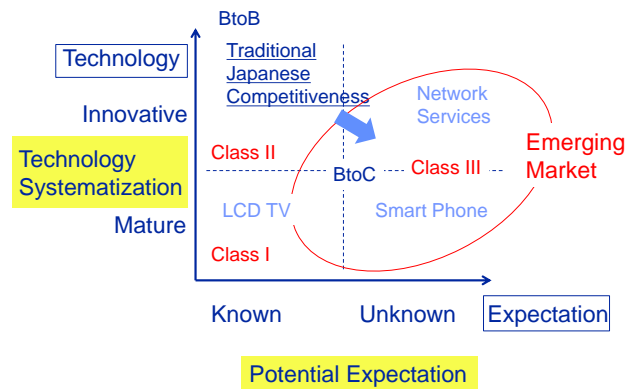 BtoB
Technology
Traditional
Japanese
Competitiveness
Innovative
Network
Services
Emerging
Market
Technology
Systematization
Class II
BtoC
Class III
LCD TV
Smart Phone
Mature
Class I
Known
Unknown
Expectation
Potential Expectation